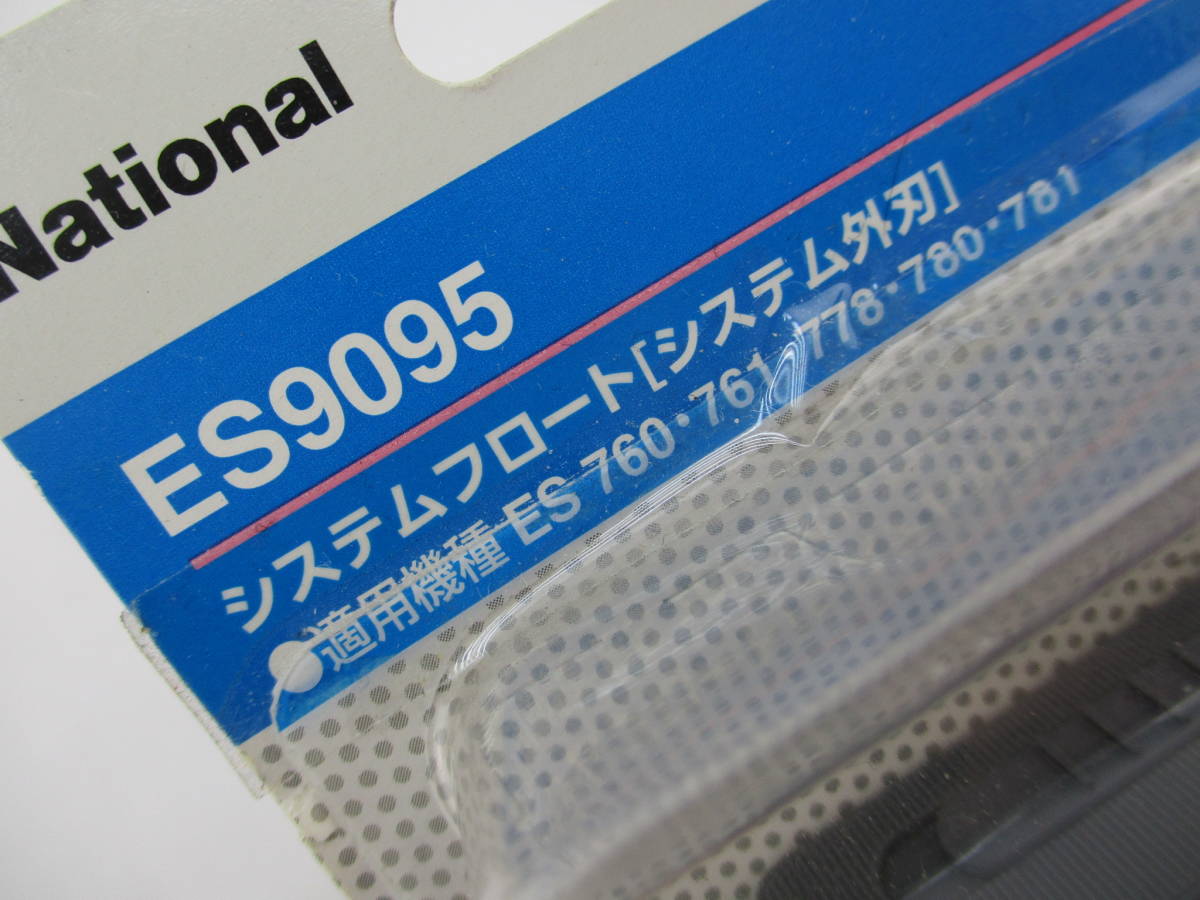 National
ES9095
システムフロート[システム外刃]
●適用機種 ES 760・761・778・780・781